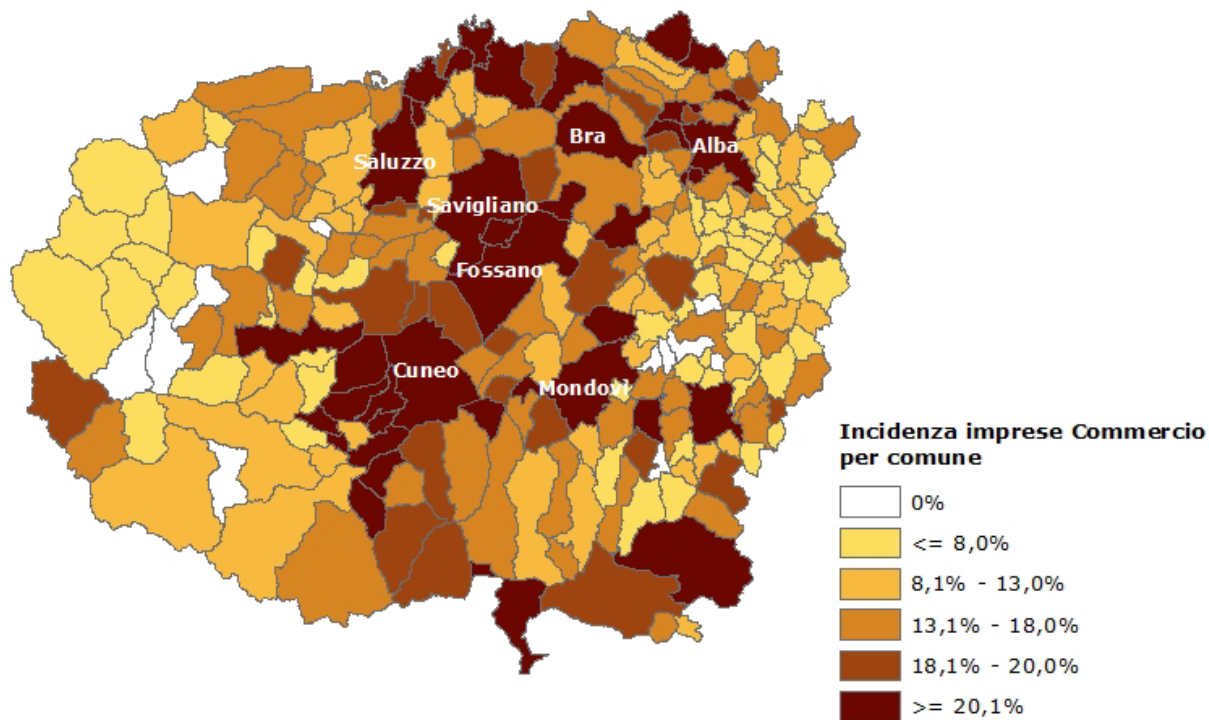 Bra
Alba
Saluzzo
Savigliano
Fossano
Cuneo
Mondovì
Incidenza imprese Commercio
per comune
0%
<= 8,0%
8,1% - 13,0%
13,1% - 18,0%
18,1% - 20,0%
>= 20,1%